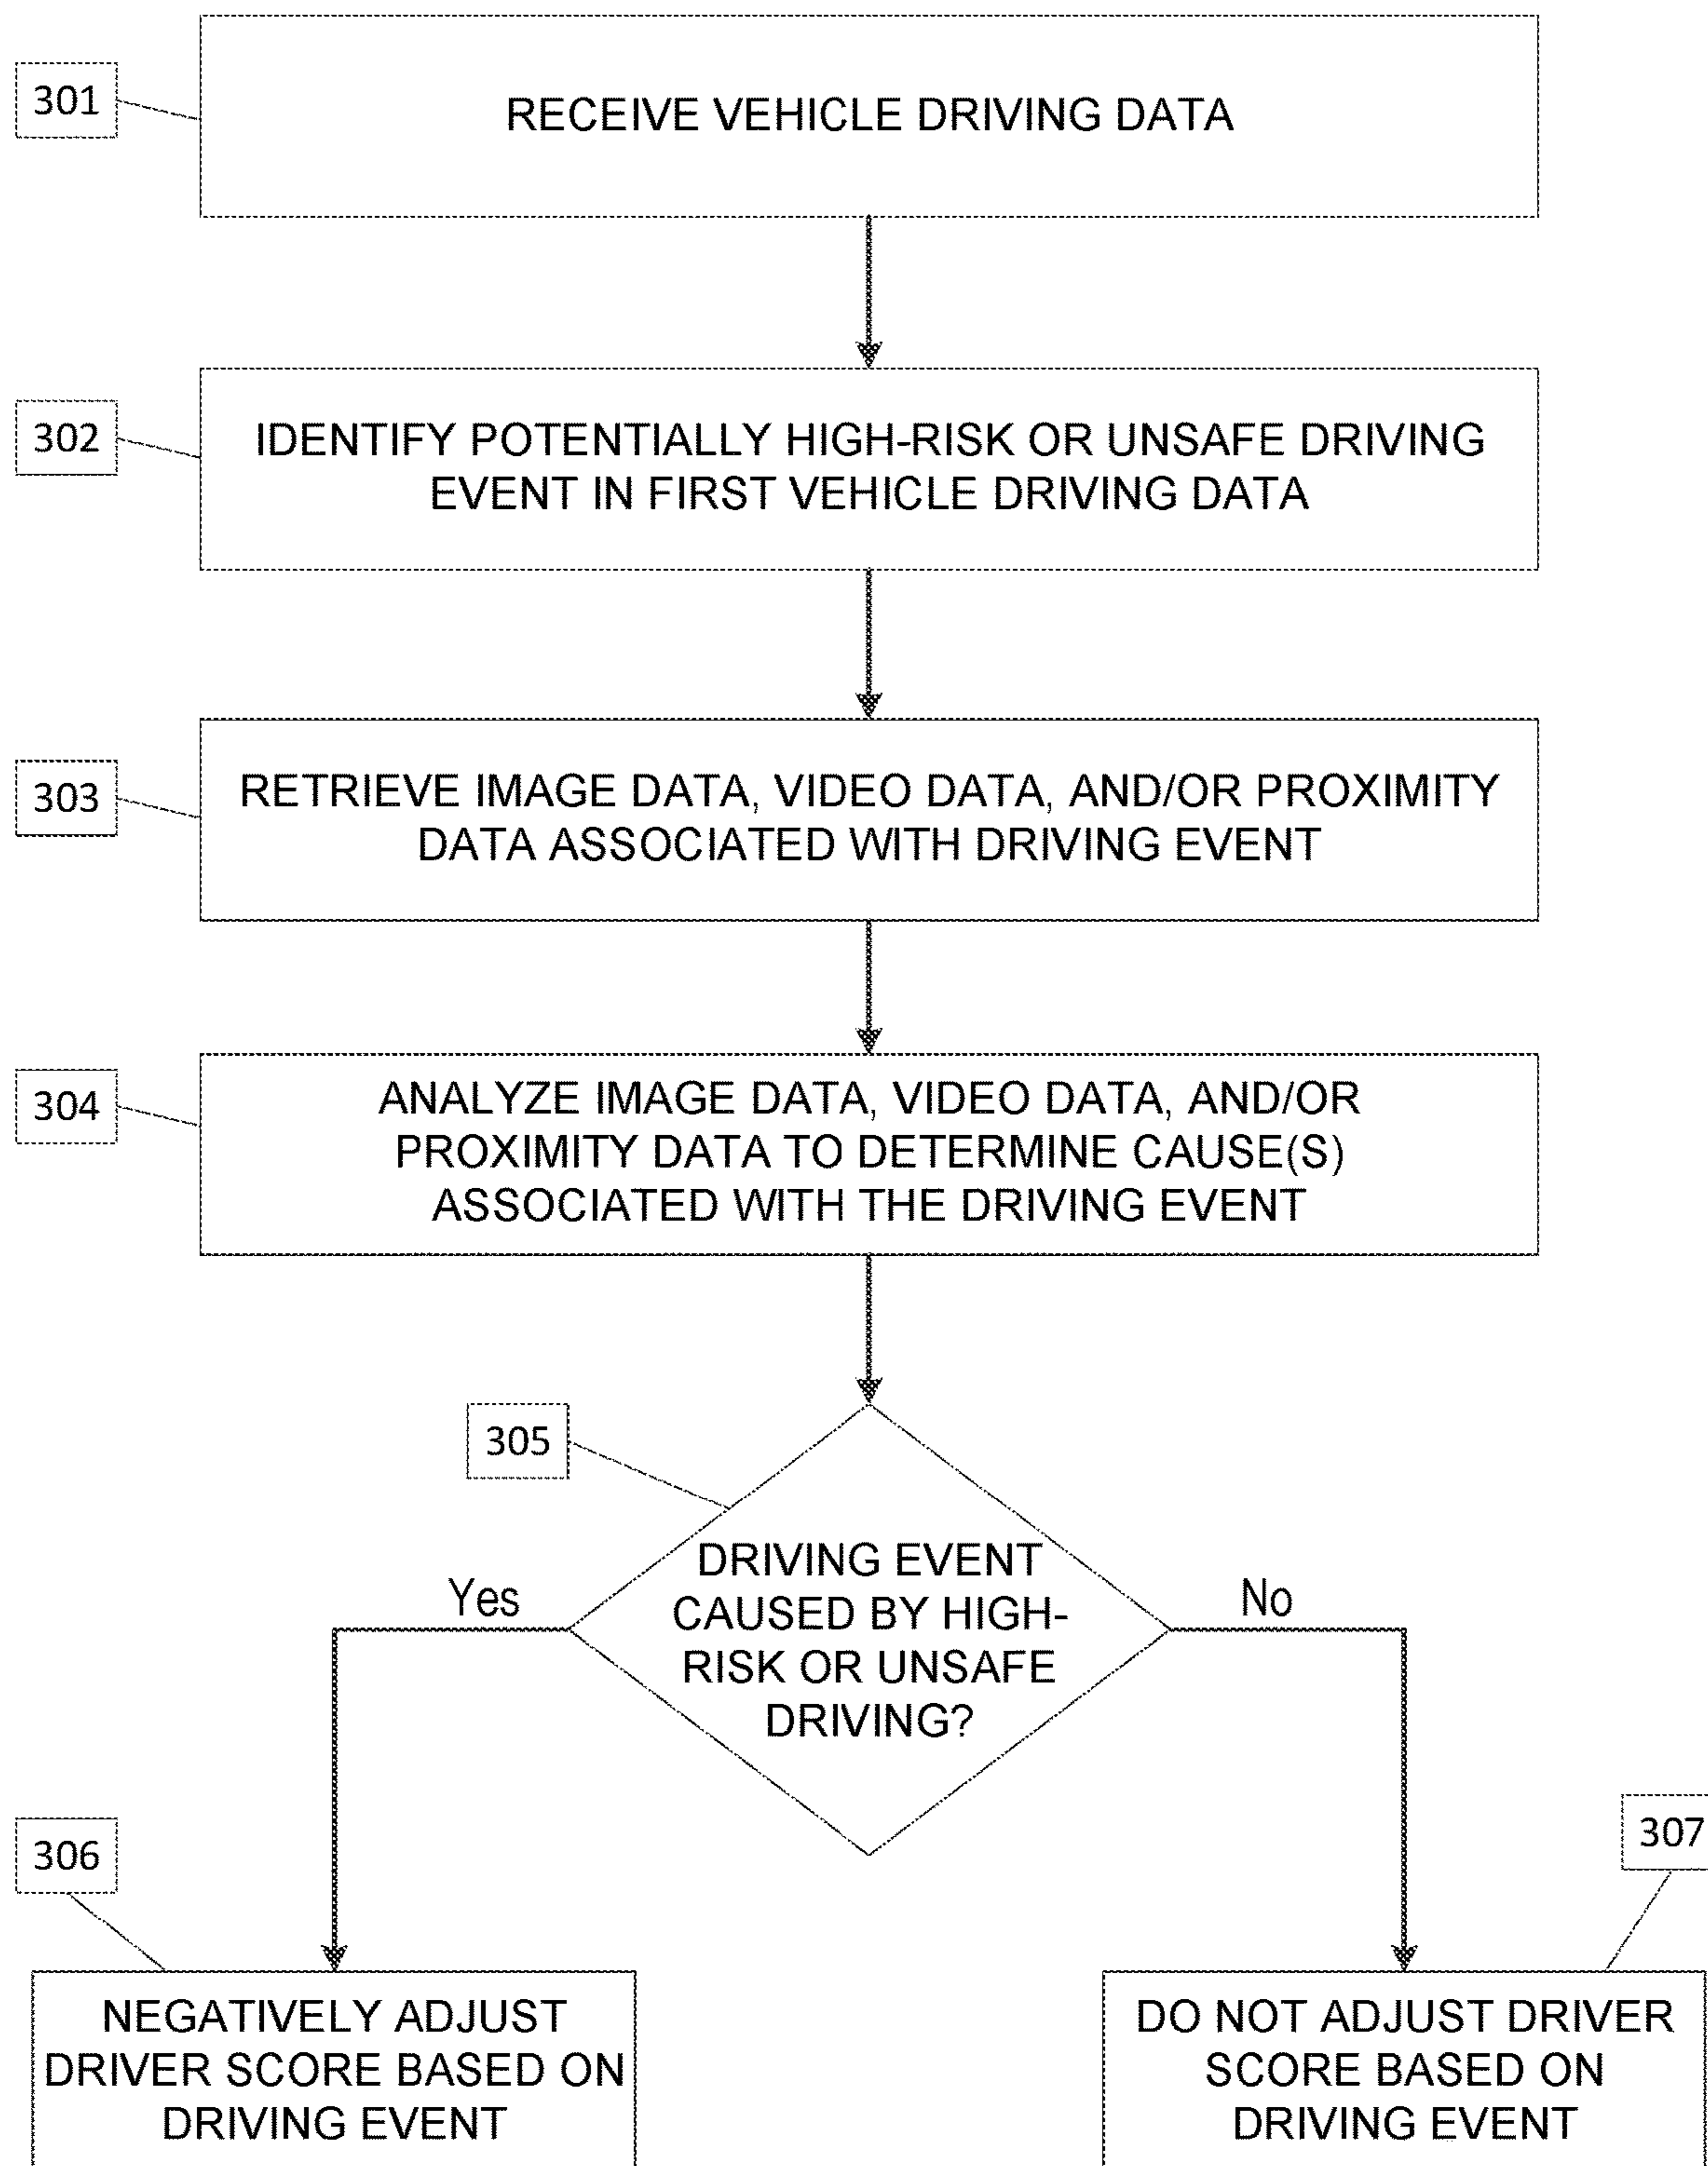 301
RECEIVE VEHICLE DRIVING DATA
302
IDENTIFY POTENTIALLY HIGH-RISK OR UNSAFE DRIVING
EVENT IN FIRST VEHICLE DRIVING DATA
303
RETRIEVE IMAGE DATA, VIDEO DATA, AND/OR PROXIMITY
DATA ASSOCIATED WITH DRIVING EVENT
304
ANALYZE IMAGE DATA, VIDEO DATA, AND/OR
PROXIMITY DATA TO DETERMINE CAUSE(S)
ASSOCIATED WITH THE DRIVING EVENT
305
DRIVING EVENT
CAUSED BY HIGH-
RISK OR UNSAFE
DRIVING?
Yes
No
306
NEGATIVELY ADJUST
DRIVER SCORE BASED ON
DRIVING EVENT
307
DO NOT ADJUST DRIVER
SCORE BASED ON
DRIVING EVENT